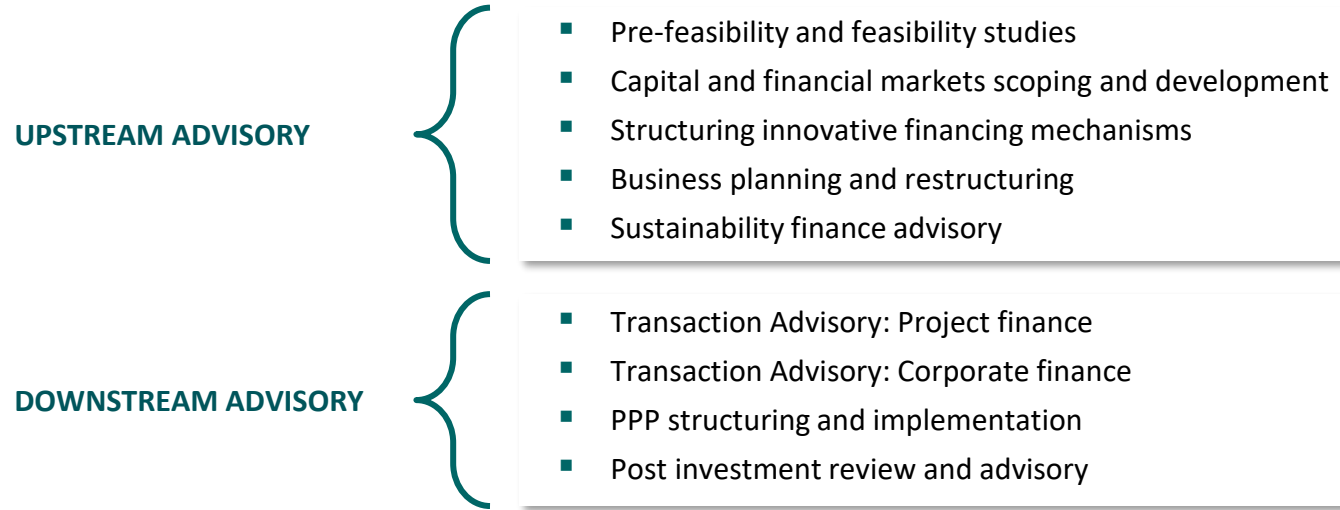 UPSTREAM ADVISORY
▪ Pre-feasibility and feasibility studies
▪ Capital and financial markets scoping and development
▪ Structuring innovative financing mechanisms
▪ Business planning and restructuring
▪ Sustainability finance advisory
DOWNSTREAM ADVISORY
▪ Transaction Advisory: Project finance
▪ Transaction Advisory: Corporate finance
▪ PPP structuring and implementation
▪ Post investment review and advisory